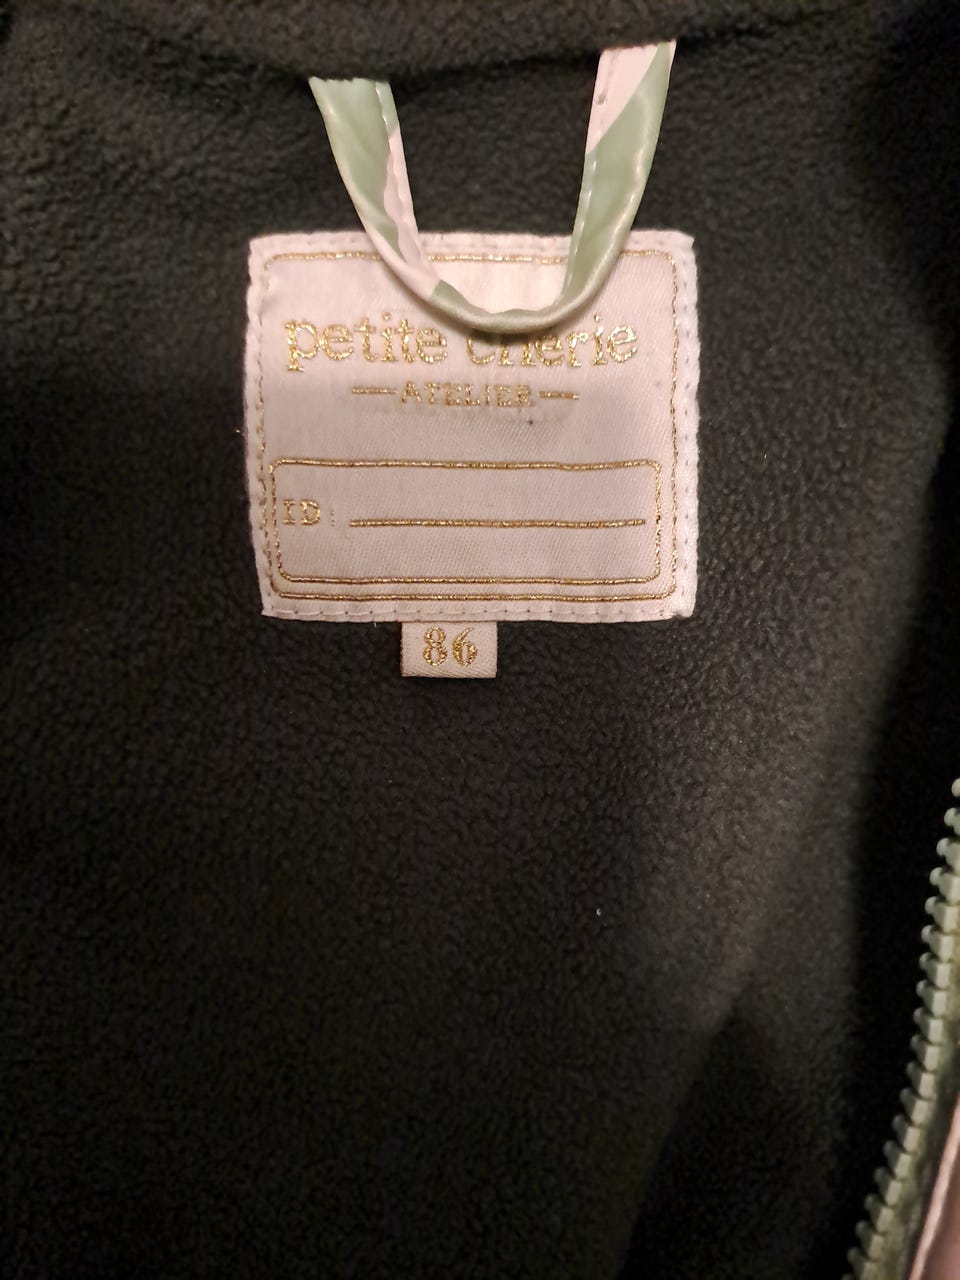 petite cherie
ATELIER
ID
86